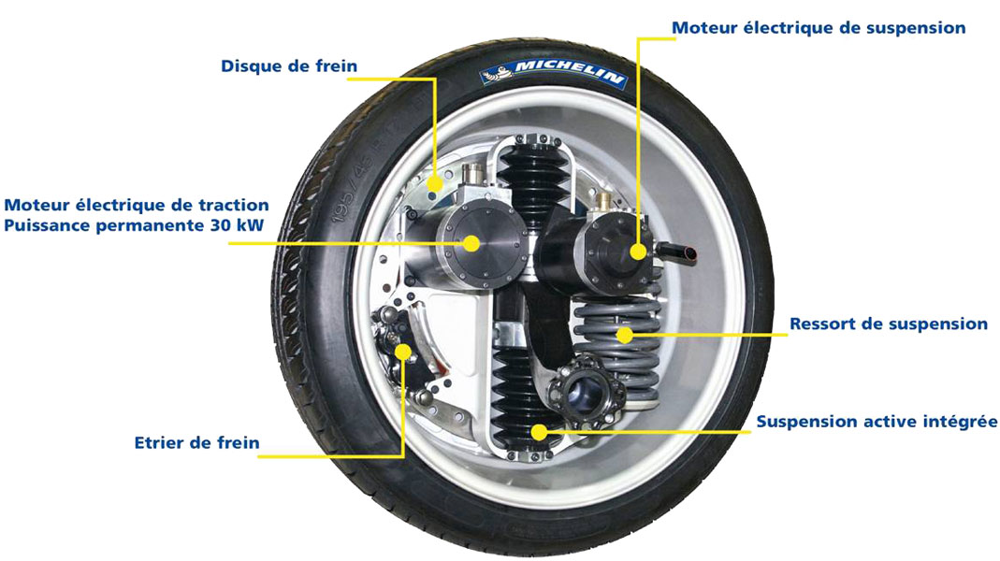 Moteur électrique de suspension
Disque de frein
MICHELIN
Moteur électrique de traction
Puissance permanente 30 kW
Ressort de suspension
Suspension active intégrée
Etrier de frein